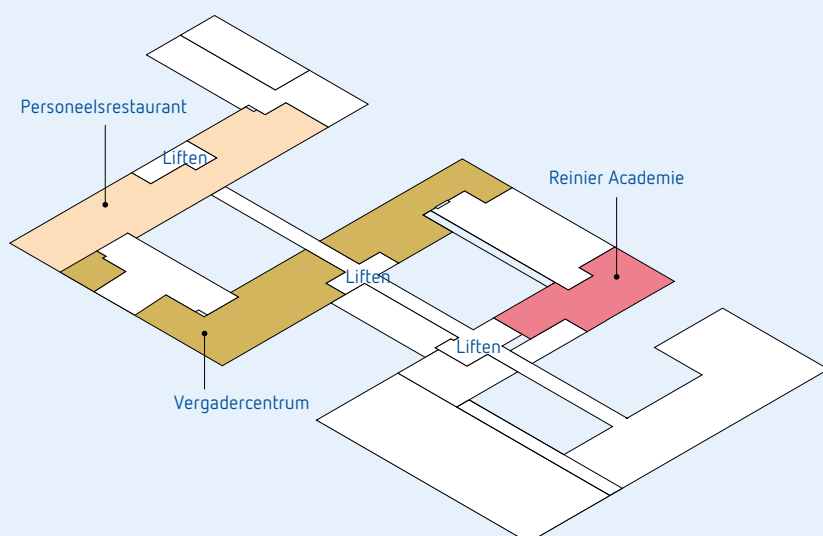 Personeelsrestaurant
Liften
Reinier Academie
Liften
Liften
Vergadercentrum